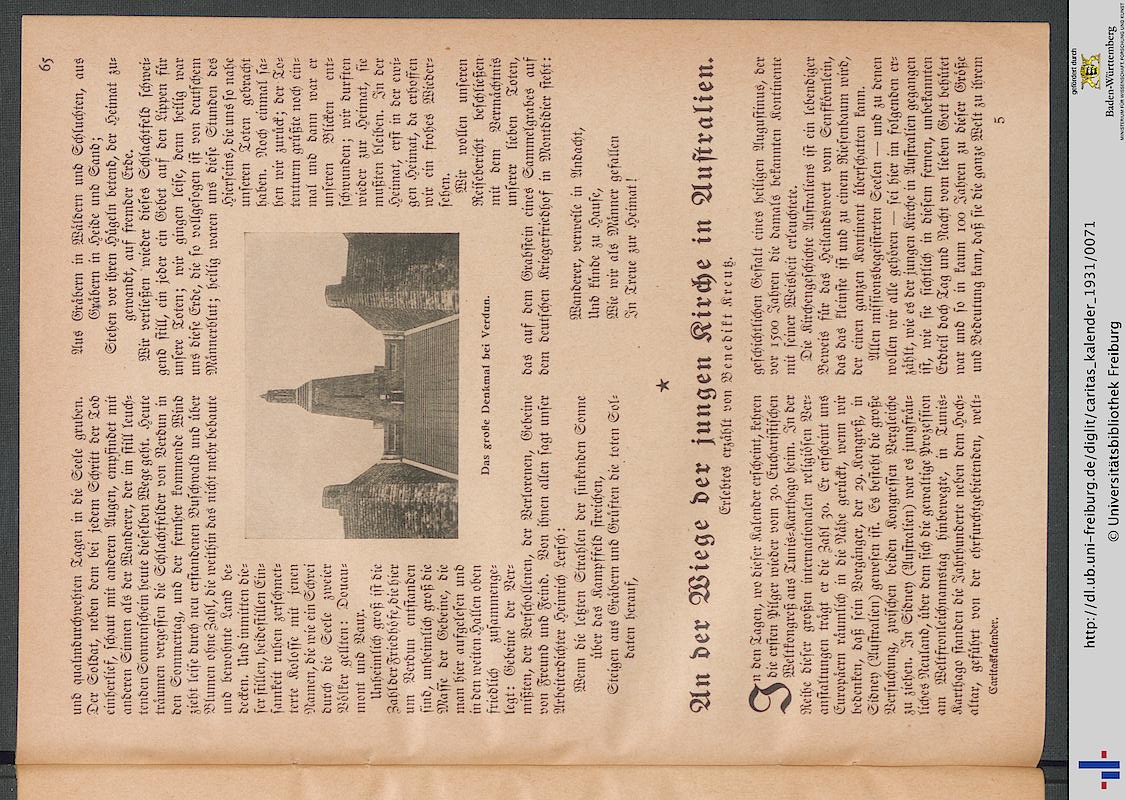 65
und qualmdurchwehten Tagen in die Seele gruben.
Der Soldat, neben dem bei jedem Schritt der Tod
einherlief, schaut mit anderen Augen, empfindet mit
anderen Sinnen als der Wanderer, der im still leuch-
tenden Sonnenschein heute dieselben Wege geht. Heute
träumen vergessen die Schlachtfelder von Verdun in
den Sommertag, und der fernher kommende Wind
zieht leise durch neu erstandenen Buschwald und über
Blumen ohne Zahl, die weithin das nicht mehr bebaute
und bewohnte Land be-
decken. Und inmitten die-
ser stillen, heidestillen Ein-
samkeit ruhen zerschmet-
terte Kolosse mit jenen
Namen, die wie ein Schrei
durch die Seele zweier
Völker gellten: Douau-
mont und Vaux.
Unheimlich groß ist die
Zahl der Friedhöfe, die hier
um Verdun entstanden
sind, unheimlich groß die
Masse der Gebeine, die
man hier aufgelesen und
in den weiten Hallen oben
friedlich zusammenge-
legt: Gebeine der Ver-
mißten, der Verschollenen, der Verlorenen, Gebeine
von Freund und Feind. Von ihnen allen sagt unser
Arbeiterdichter Heinrich Lersch:
Wenn die letzten Strahlen der sinkenden Sonne
über das Kampffeld streichen,
Steigen aus Gräbern und Grüften die toten Sol-
daten herauf,
Aus Gräbern in Wäldern und Schluchten, aus
Gräbern in Heide und Sand;
Stehen vor ihren Hügeln betend, der Heimat zu-
gewandt, auf fremder Erde.
Wir verließen wieder dieses Schlachtfeld schwei-
gend still, ein jeder ein Gebet auf den Lippen für
unsere Toten; wir gingen leise, denn heilig war
uns diese Erde, die so vollgesogen ist von deutschem
Männerblut; heilig waren uns diese Stunden des
Hierseins, die uns so nahe
unseren Toten gebracht
haben. Noch einmal sa-
hen wir zurück; der To-
tenturm grüßte noch ein-
mal und dann war er
unseren Blicken ent-
schwunden; wir durften
wieder zur Heimat, sie
mußten bleiben. In der
Heimat, erst in der ewi-
gen Heimat, da erhoffen
wir ein frohes Wieder-
sehen.
Wir wollen unseren
Reisebericht beschließen
mit dem Vermächtnis
unserer lieben Toten,
das auf dem Grabstein eines Sammelgrabes auf
dem deutschen Kriegerfriedhof in Montdidier steht:
Wanderer, verweile in Andacht,
Und künde zu Hause,
Wie wir als Männer gefallen
In Treue zur Heimat!
Das große Denkmal bei Verdun.
★
An der Wiege der jungen Kirche in Australien.
Erlebtes erzählt von Benedikt Kreutz.
In den Tagen, wo dieser Kalender erscheint, kehren
die ersten Pilger wieder vom 30. Eucharistischen
Weltkongreß aus Tunis-Karthago heim. In der
Reihe dieser großen internationalen religiösen Ver-
anstaltungen trägt er die Zahl 30. Er erscheint uns
Europäern räumlich in die Nähe gerückt, wenn wir
bedenken, daß sein Vorgänger, der 29. Kongreß, in
Sidney (Australien) gewesen ist. Es besteht die große
Versuchung, zwischen beiden Kongressen Vergleiche
zu ziehen. In Sidney (Australien) war es jungfräu-
liches Neuland, über dem sich die gewaltige Prozession
am Weltfronleichnamstag hinbewegte, in Tunis-
Karthago standen die Jahrhunderte neben dem Hoch-
altar, geführt von der ehrfurchtgebietenden, welt-
geschichtlichen Gestalt eines heiligen Augustinus, der
vor 1500 Jahren die damals bekannten Kontinente
mit seiner Weisheit erleuchtete.
Die Kirchengeschichte Australiens ist ein lebendiger
Beweis für das Heilandswort vom Senfkörnlein,
das das kleinste ist und zu einem Riesenbaum wird,
der einen ganzen Kontinent überschatten kann.
Allen missionsbegeisterten Seelen — und zu denen
wollen wir alle gehören — sei hier im folgenden er-
zählt, wie es der jungen Kirche in Australien gegangen
ist, wie sie sichtlich in diesem fernen, unbekannten
Erdteil doch Tag und Nacht vom lieben Gott behütet
war und so in kaum 100 Jahren zu dieser Größe
und Bedeutung kam, daß sie die ganze Welt zu ihrem
Caritaskalender.
5
http://dl.ub.uni-freiburg.de/diglit/caritas_kalender_1931/0071
© Universitätsbibliothek Freiburg
gefördert durch
Baden-Württemberg
MINISTERIUM FÜR WISSENSCHAFT, FORSCHUNG UND KUNST